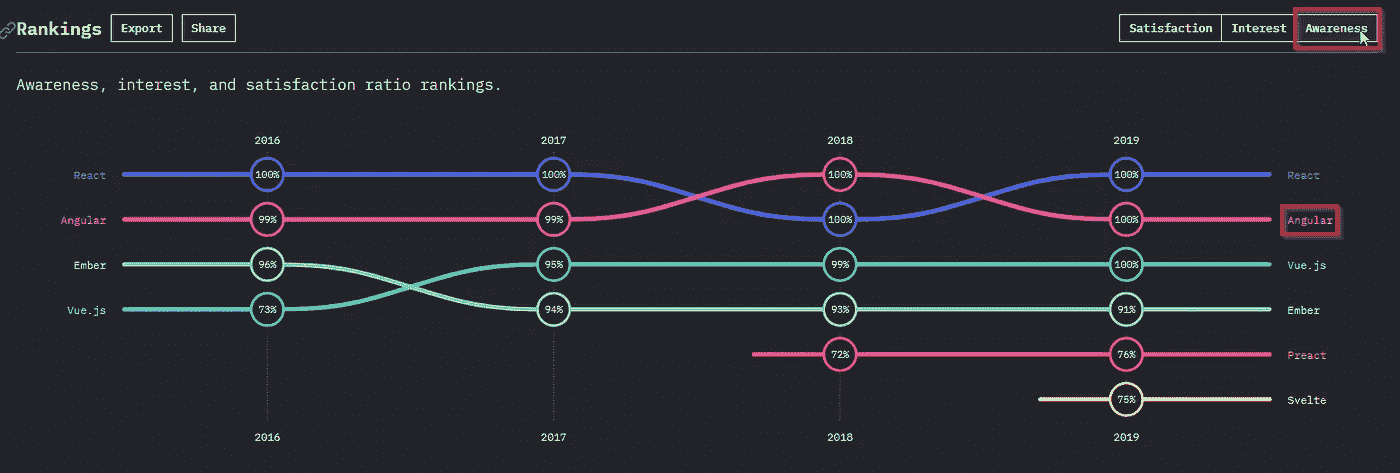 Rankings Export Share Satisfaction Interest Awareness
Awareness, interest, and satisfaction ratio rankings.
2016 2017 2018 2019
React 100% 100% 100% 100% React
Angular 99% 99% 100% 100% Angular
Ember 96% 95% 99% 100% Vue.js
Vue.js 73% 94% 93% 91% Ember
72% 76% Preact
75% Svelte
2016 2017 2018 2019